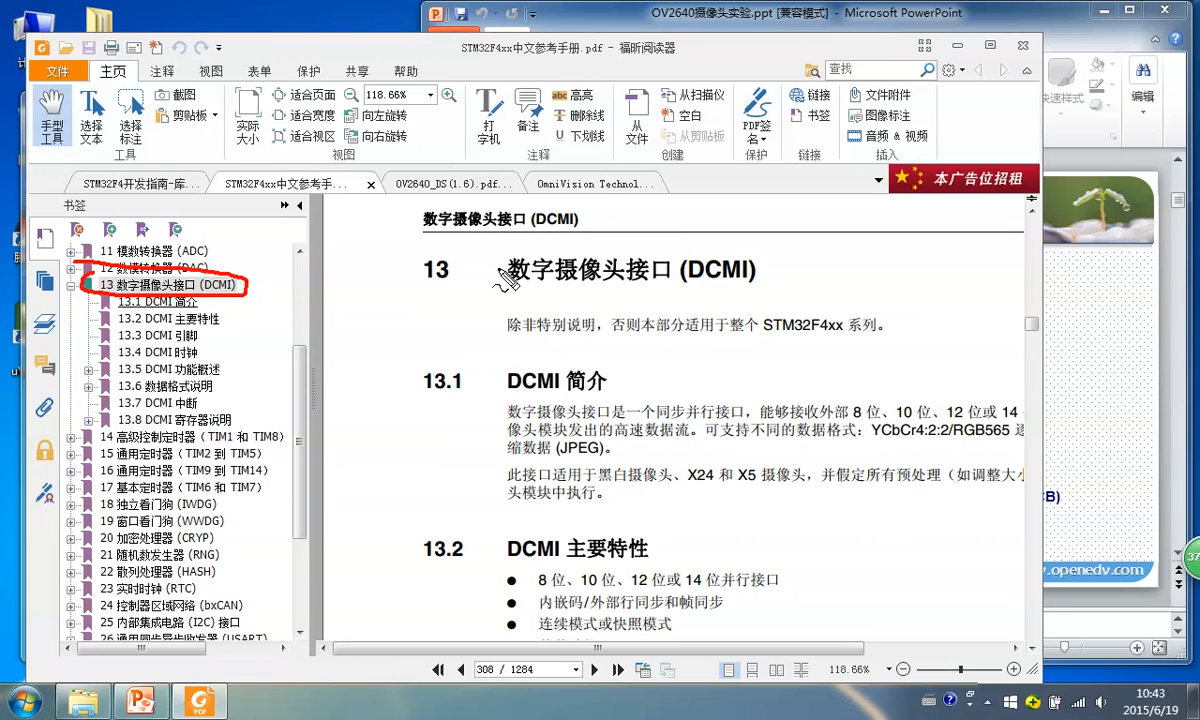 OV2640摄像头实验.ppt [兼容模式] - Microsoft PowerPoint
STM32F4xx中文参考手册.pdf - 福昕阅读器
文件 主页 注释 视图 表单 保护 共享 帮助 查找
手型工具 选择文本 选择标注 截图 剪贴板 工具
实际大小 适合页面 适合宽度 适合视区 118.66% 向左旋转 向右旋转 视图
打字机 备注 高亮 删除线 下划线 注释
从文件 从扫描仪 空白 从剪贴板 创建
PDF签名 保护 链接 书签 链接
文件附件 图像标注 音频 & 视频 插入
快速样式 编辑
STM32F4开发指南-库... STM32F4xx中文参考手... OV2640_DS(1.6).pdf... OmniVision Technol...
本广告位招租
书签
11 模数转换器 (ADC)
12 数模转换器 (DAC)
13 数字摄像头接口 (DCMI)
13.1 DCMI 简介
13.2 DCMI 主要特性
13.3 DCMI 引脚
13.4 DCMI 时钟
13.5 DCMI 功能概述
13.6 数据格式说明
13.7 DCMI 中断
13.8 DCMI 寄存器说明
14 高级控制定时器 (TIM1 和 TIM8)
15 通用定时器 (TIM2 到 TIM5)
16 通用定时器 (TIM9 到 TIM14)
17 基本定时器 (TIM6 和 TIM7)
18 独立看门狗 (IWDG)
19 窗口看门狗 (WWDG)
20 加密处理器 (CRYP)
21 随机数发生器 (RNG)
22 散列处理器 (HASH)
23 实时时钟 (RTC)
24 控制器区域网络 (bxCAN)
25 内部集成电路 (I2C) 接口
26 通用同步异步收发器 (USART)
数字摄像头接口 (DCMI)
13 数字摄像头接口 (DCMI)
除非特别说明，否则本部分适用于整个 STM32F4xx 系列。
13.1 DCMI 简介
数字摄像头接口是一个同步并行接口，能够接收外部 8 位、10 位、12 位或 14
像头模块发出的高速数据流。可支持不同的数据格式：YCbCr4:2:2/RGB565 逐
缩数据 (JPEG)。
此接口适用于黑白摄像头、X24 和 X5 摄像头，并假定所有预处理（如调整大小
头模块中执行。
13.2 DCMI 主要特性
● 8 位、10 位、12 位或 14 位并行接口
● 内嵌码/外部行同步和帧同步
● 连续模式或快照模式
308 / 1284
118.66%
B)
.openedv.com
37
10:43
2015/6/19